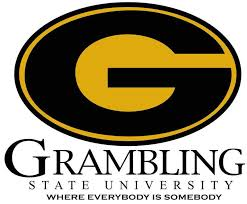 G
GRAMBLING
STATE UNIVERSITY
WHERE EVERYBODY IS SOMEBODY